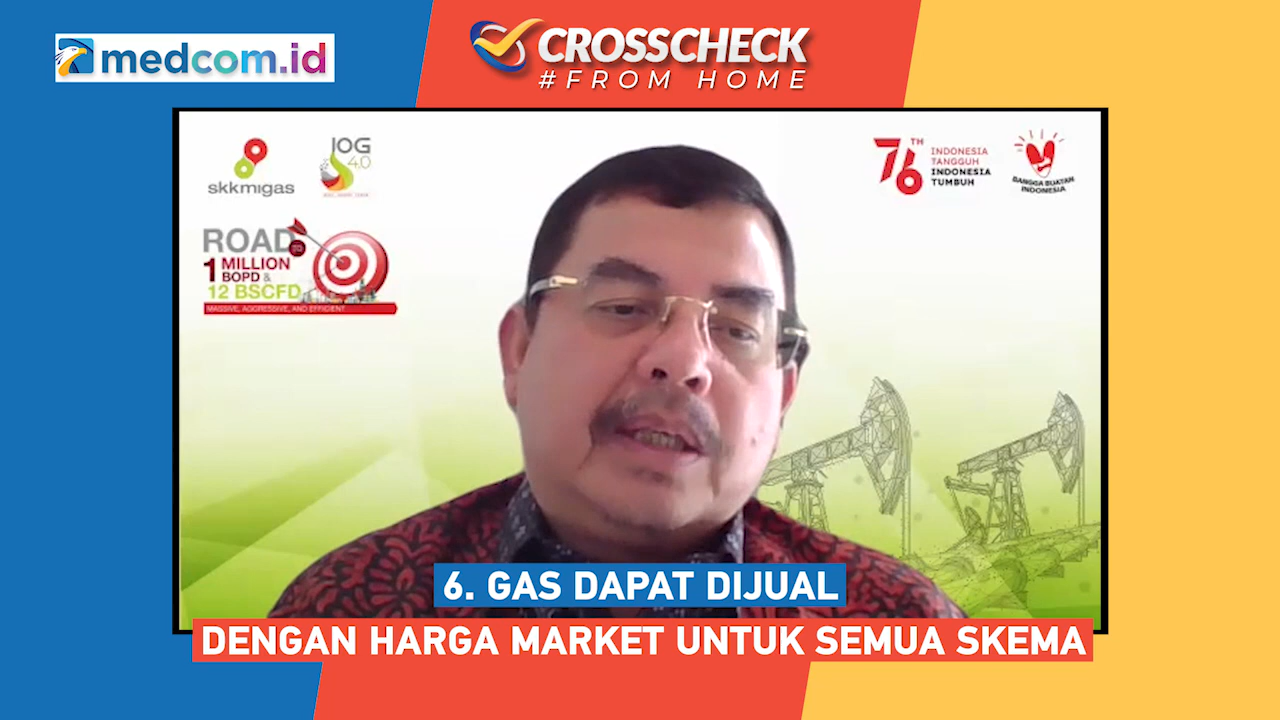 medcom.id
CROSSCHECK
#FROM HOME
skkmigas
IOG
4.0
76TH
INDONESIA
TANGGUH
INDONESIA
TUMBUH
BANGGA BUATAN
INDONESIA
ROAD TO
1 MILLION
BOPD &
12 BSCFD
MASSIVE, AGGRESSIVE, AND EFFICIENT
6. GAS DAPAT DIJUAL
DENGAN HARGA MARKET UNTUK SEMUA SKEMA